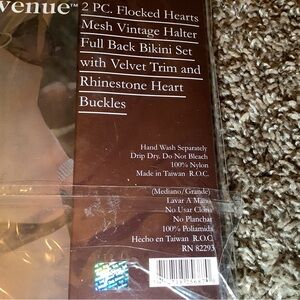 venue™
2 PC. Flocked Hearts
Mesh Vintage Halter
Full Back Bikini Set
with Velvet Trim and
Rhinestone Heart
Buckles
Hand Wash Separately
Drip Dry. Do Not Bleach
100% Nylon
Made in Taiwan R.O.C.
(Mediano/Grande)
Lavar A Mano
No Usar Cloro
No Planchar
100% Poliamida
Hecho en Taiwan R.O.C.
RN 82293